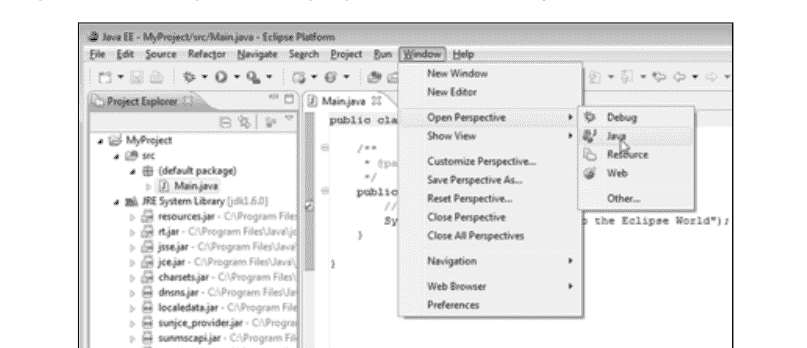 Java EE - MyProject/src/Main.java - Eclipse Platform
File Edit Source Refactor Navigate Search Project Run Window Help
Project Explorer
MyProject
src
(default package)
Main.java
JRE System Library [jdk1.6.0]
resources.jar - C:\Program Files
rt.jar - C:\Program Files\Java\jd
jsse.jar - C:\Program Files\Java\
jce.jar - C:\Program Files\Java\
charsets.jar - C:\Program Files\
dnsns.jar - C:\Program Files\Ja
localedata.jar - C:\Program File
sunjce_provider.jar - C:\Progra
sunmscapi.jar - C:\Program Fil
Main.java
public cla
/**
* @pa
*/
public
//
Sy
o the Eclipse World");
}
}
New Window
New Editor
Open Perspective
Show View
Customize Perspective...
Save Perspective As...
Reset Perspective...
Close Perspective
Close All Perspectives
Navigation
Web Browser
Preferences
Debug
Java
Resource
Web
Other...